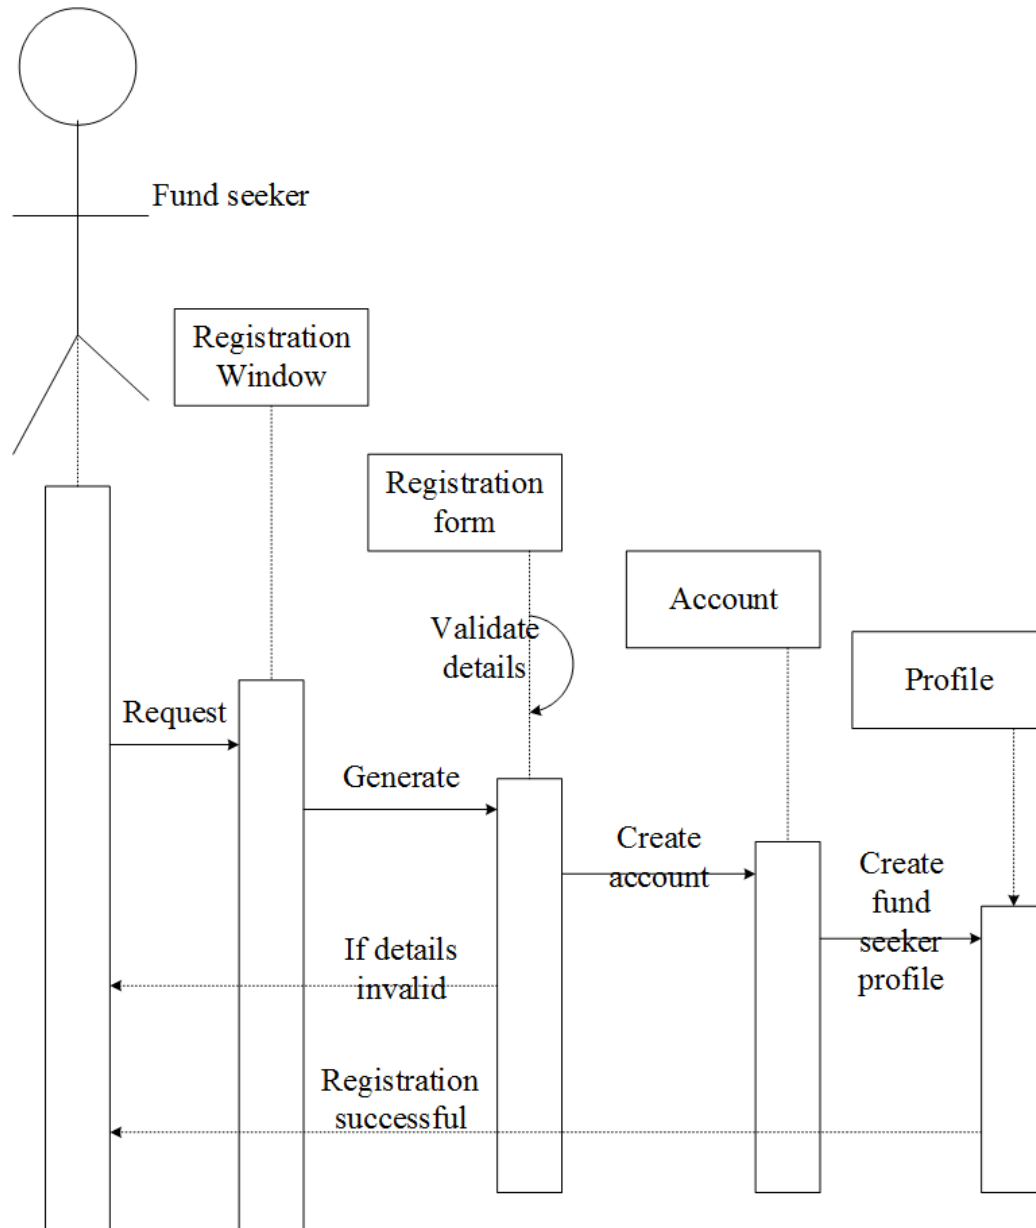 Fund seeker
Registration
Window
Registration
form
Account
Validate
details
Profile
Request
Generate
Create
account
Create
fund
seeker
profile
If details
invalid
Registration
successful